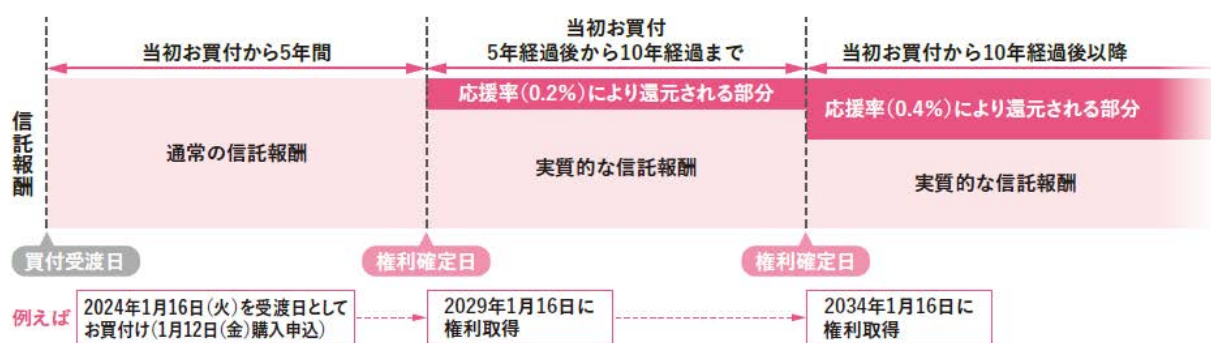 当初お買付から5年間
当初お買付
5年経過後から10年経過まで
当初お買付から10年経過後以降
信託報酬
通常の信託報酬
応援率(0.2%)により還元される部分
実質的な信託報酬
応援率(0.4%)により還元される部分
実質的な信託報酬
買付受渡日
権利確定日
権利確定日
例えば
2024年1月16日(火)を受渡日として
お買付け(1月12日(金)購入申込)
2029年1月16日に
権利取得
2034年1月16日に
権利取得